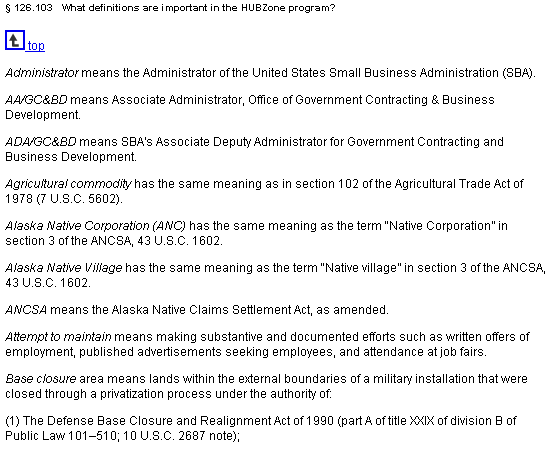 § 126.103   What definitions are important in the HUBZone program?
top
Administrator means the Administrator of the United States Small Business Administration (SBA).
AA/GC&BD means Associate Administrator, Office of Government Contracting & Business
Development.
ADA/GC&BD means SBA's Associate Deputy Administrator for Government Contracting and
Business Development.
Agricultural commodity has the same meaning as in section 102 of the Agricultural Trade Act of
1978 (7 U.S.C. 5602).
Alaska Native Corporation (ANC) has the same meaning as the term "Native Corporation" in
section 3 of the ANCSA, 43 U.S.C. 1602.
Alaska Native Village has the same meaning as the term "Native village" in section 3 of the ANCSA,
43 U.S.C. 1602.
ANCSA means the Alaska Native Claims Settlement Act, as amended.
Attempt to maintain means making substantive and documented efforts such as written offers of
employment, published advertisements seeking employees, and attendance at job fairs.
Base closure area means lands within the external boundaries of a military installation that were
closed through a privatization process under the authority of:
(1) The Defense Base Closure and Realignment Act of 1990 (part A of title XXIX of division B of
Public Law 101–510; 10 U.S.C. 2687 note);